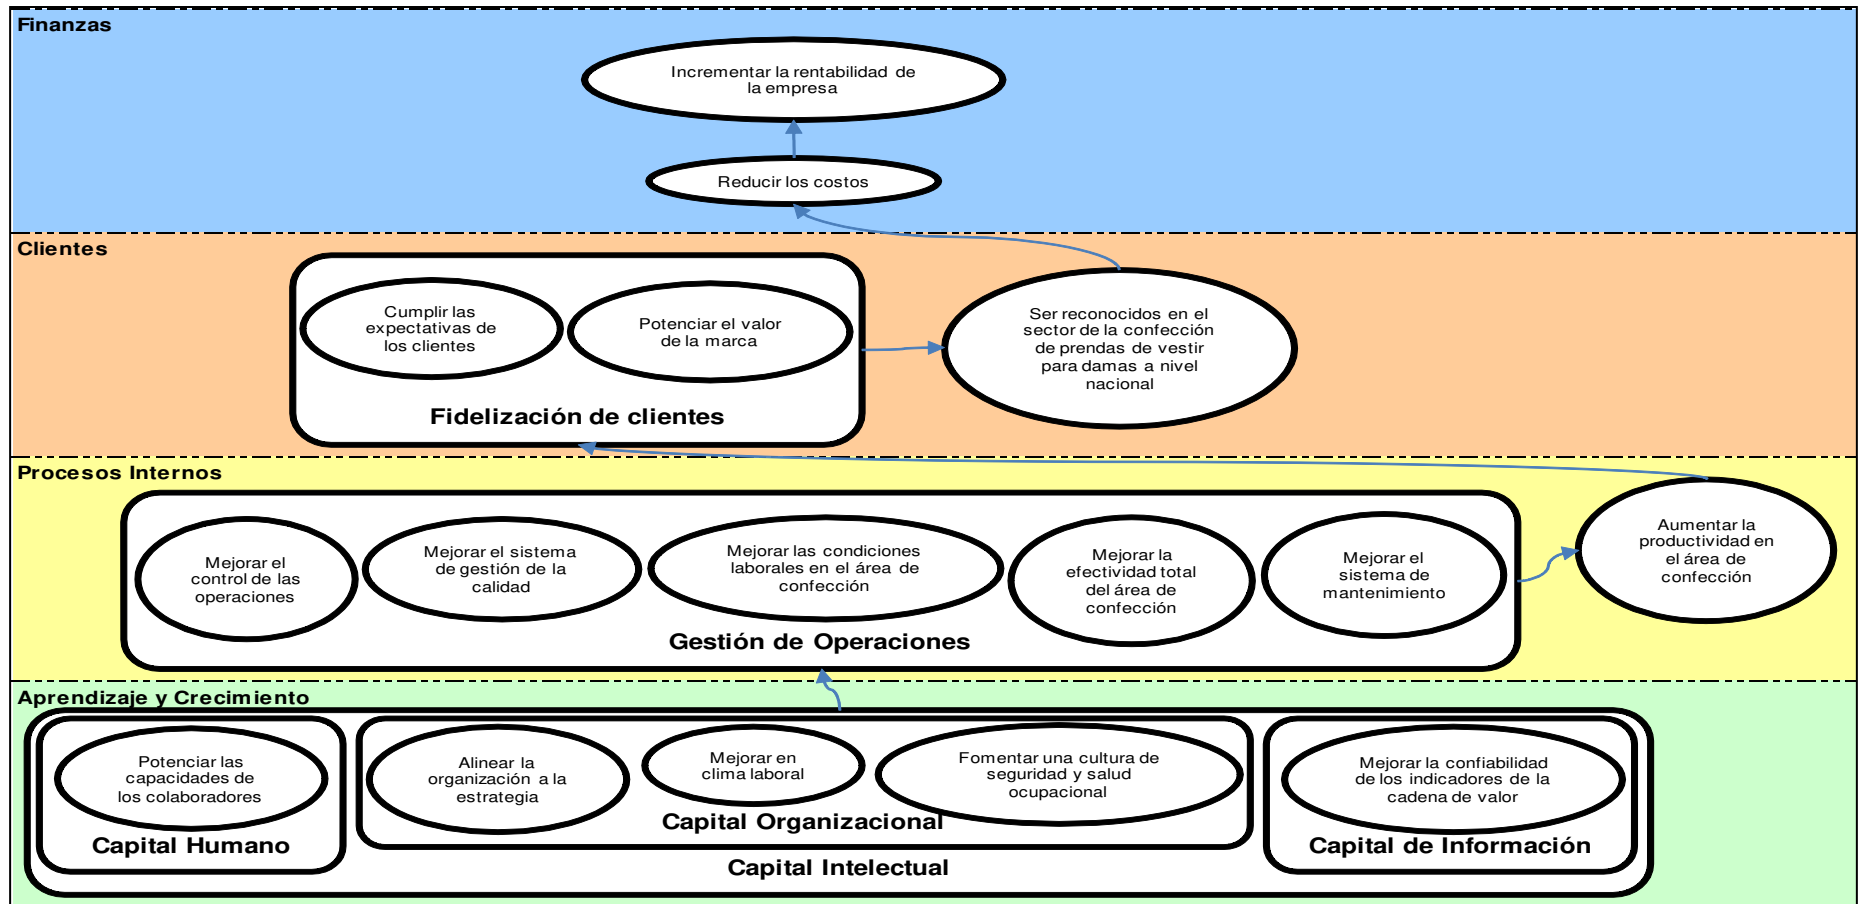 Finanzas
Incrementar la rentabilidad de
la empresa
Reducir los costos
Clientes
Cumplir las
expectativas de
los clientes
Potenciar el valor
de la marca
Fidelización de clientes
Ser reconocidos en el
sector de la confección
de prendas de vestir
para damas a nivel
nacional
Procesos Internos
Mejorar el
control de las
operaciones
Mejorar el sistema
de gestión de la
calidad
Mejorar las condiciones
laborales en el área de
confección
Mejorar la
efectividad total
del área de
confección
Mejorar el
sistema de
mantenimiento
Gestión de Operaciones
Aumentar la
productividad en
el área de
confección
Aprendizaje y Crecimiento
Potenciar las
capacidades de
los colaboradores
Capital Humano
Alinear la
organización a la
estrategia
Mejorar en
clima laboral
Fomentar una cultura de
seguridad y salud
ocupacional
Capital Organizacional
Mejorar la confiabilidad
de los indicadores de la
cadena de valor
Capital de Información
Capital Intelectual